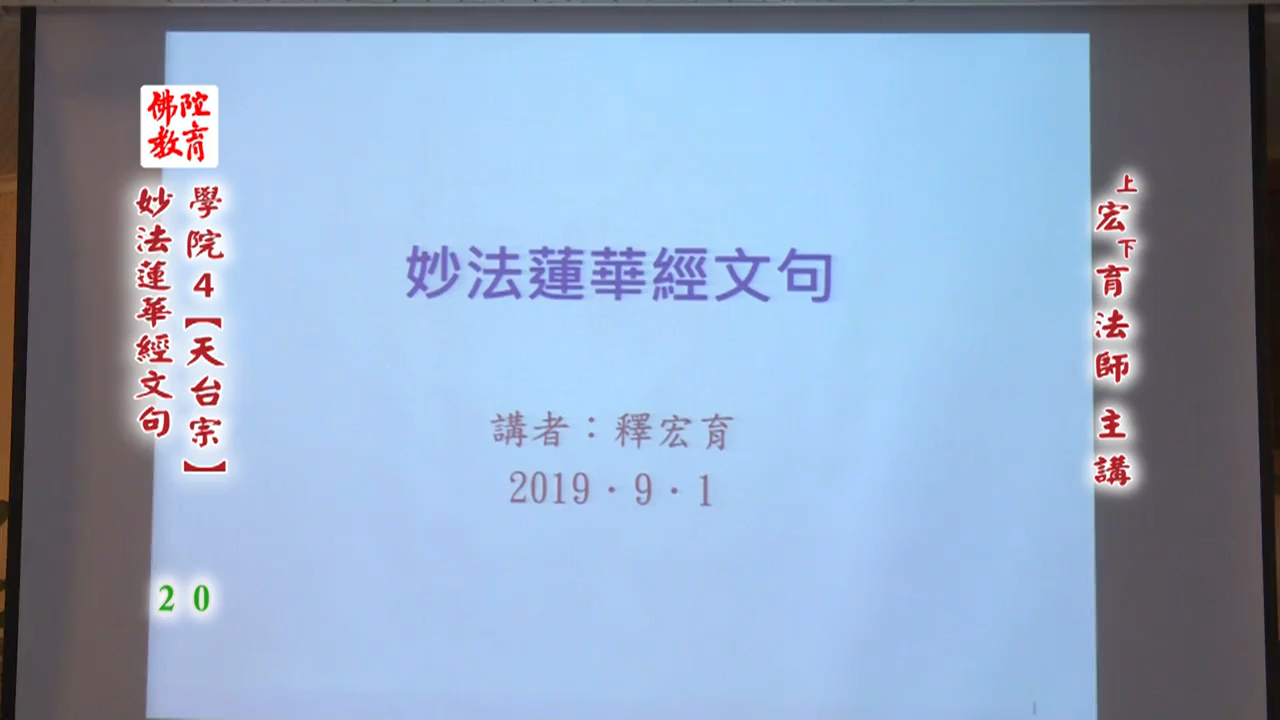 佛陀
教育
學院4【天台宗】
妙法蓮華經文句
20
妙法蓮華經文句
講者：釋宏育
2019．9．1
1
上宏下育法師 主講